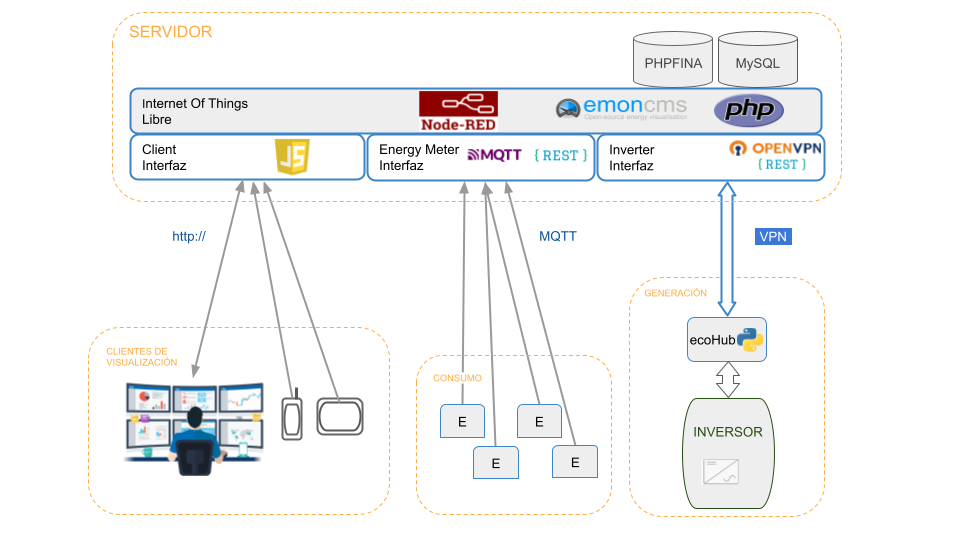 SERVIDOR
PHPFINA
MySQL
Internet Of Things
Libre
Node-RED
emoncms
Open-source energy visualisation
php
Client
Interfaz
JS
Energy Meter
Interfaz
MQTT
{ REST }
Inverter
Interfaz
OPENVPN
{ REST }
http://
MQTT
VPN
GENERACIÓN
ecoHub
CLIENTES DE
VISUALIZACIÓN
CONSUMO
E
E
E
E
INVERSOR